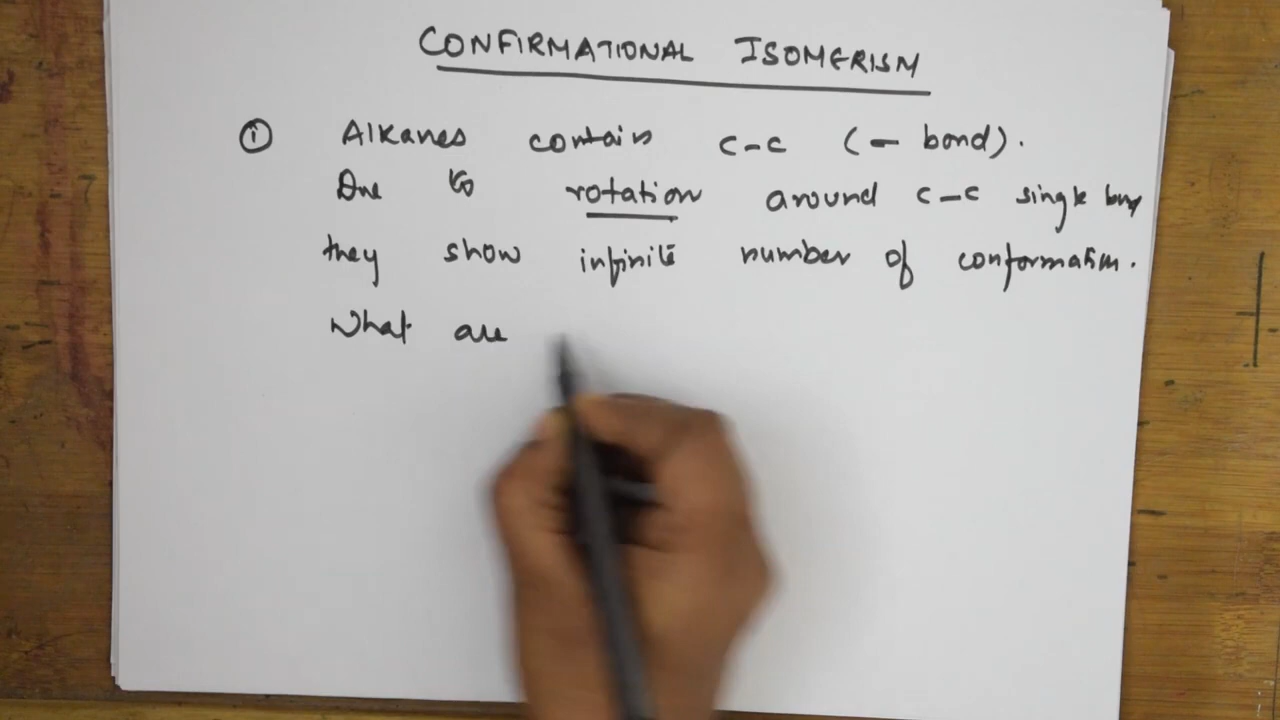 CONFIRMATIONAL ISOMERISM
① Alkanes contain C-C (— bond).
Due to rotation around C-C single bond
they show infinite number of conformation.
What are